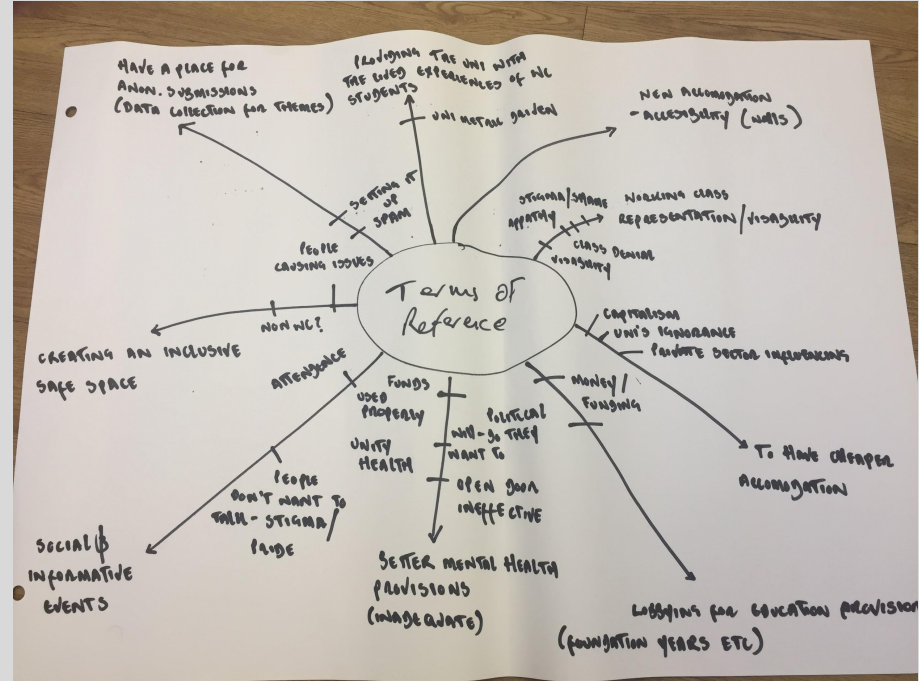 HAVE A PLACE FOR
ANON. SUBMISSIONS
(DATA COLLECTION FOR THEMES)
SETTING IT
UP
SPAM
PEOPLE
CAUSING ISSUES
PROVIDING THE UNI WITH
THE LIVED EXPERIENCES OF WC
STUDENTS
UNI METRIC DRIVEN
NEW ACCOMODATION
- ACCESIBILITY (WALLS)
STIGMA/SHAME
APPATHY
CLASS DENIAL
VISABILITY
WORKING CLASS
REPRESENTATION/VISABILITY
Terms of
Reference
NON WC?
CREATING AN INCLUSIVE
SAFE SPACE
CAPITALISM
UNI'S IGNORANCE
PRIVATE SECTOR INFLUENCING
TO HAVE CHEAPER
ACCOMODATION
ATTENDENCE
PEOPLE
DON'T WANT TO
TALK - STIGMA/
PRIDE
SOCIAL &
INFORMATIVE
EVENTS
FUNDS
USED
PROPERLY
UNITY
HEALTH
POLITICAL
WILL - DO THEY
WANT TO
OPEN DOOR
INEFFECTIVE
BETTER MENTAL HEALTH
PROVISIONS
(INADEQUATE)
MONEY/
FUNDING
LOBBYING FOR EDUCATION PROVISION
(FOUNDATION YEARS ETC)